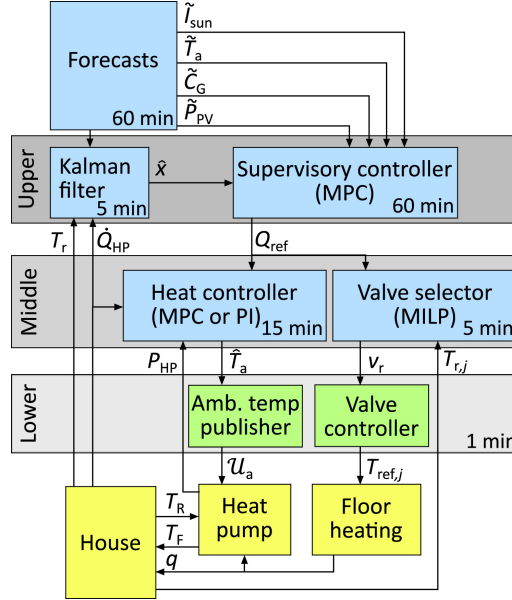 Ĩsun
T̃a
Forecasts
C̃G
P̃PV
60 min
Upper
Kalman
filter
5 min
x̂
Supervisory controller
(MPC)
60 min
Tr
Q̇HP
Qref
Middle
Heat controller
(MPC or PI)
15 min
Valve selector
(MILP)
5 min
PHP
T̂a
vr
Tr,j
Lower
Amb. temp
publisher
Valve
controller
1 min
𝒰a
Tref,j
House
TR
TF
q
Heat
pump
Floor
heating